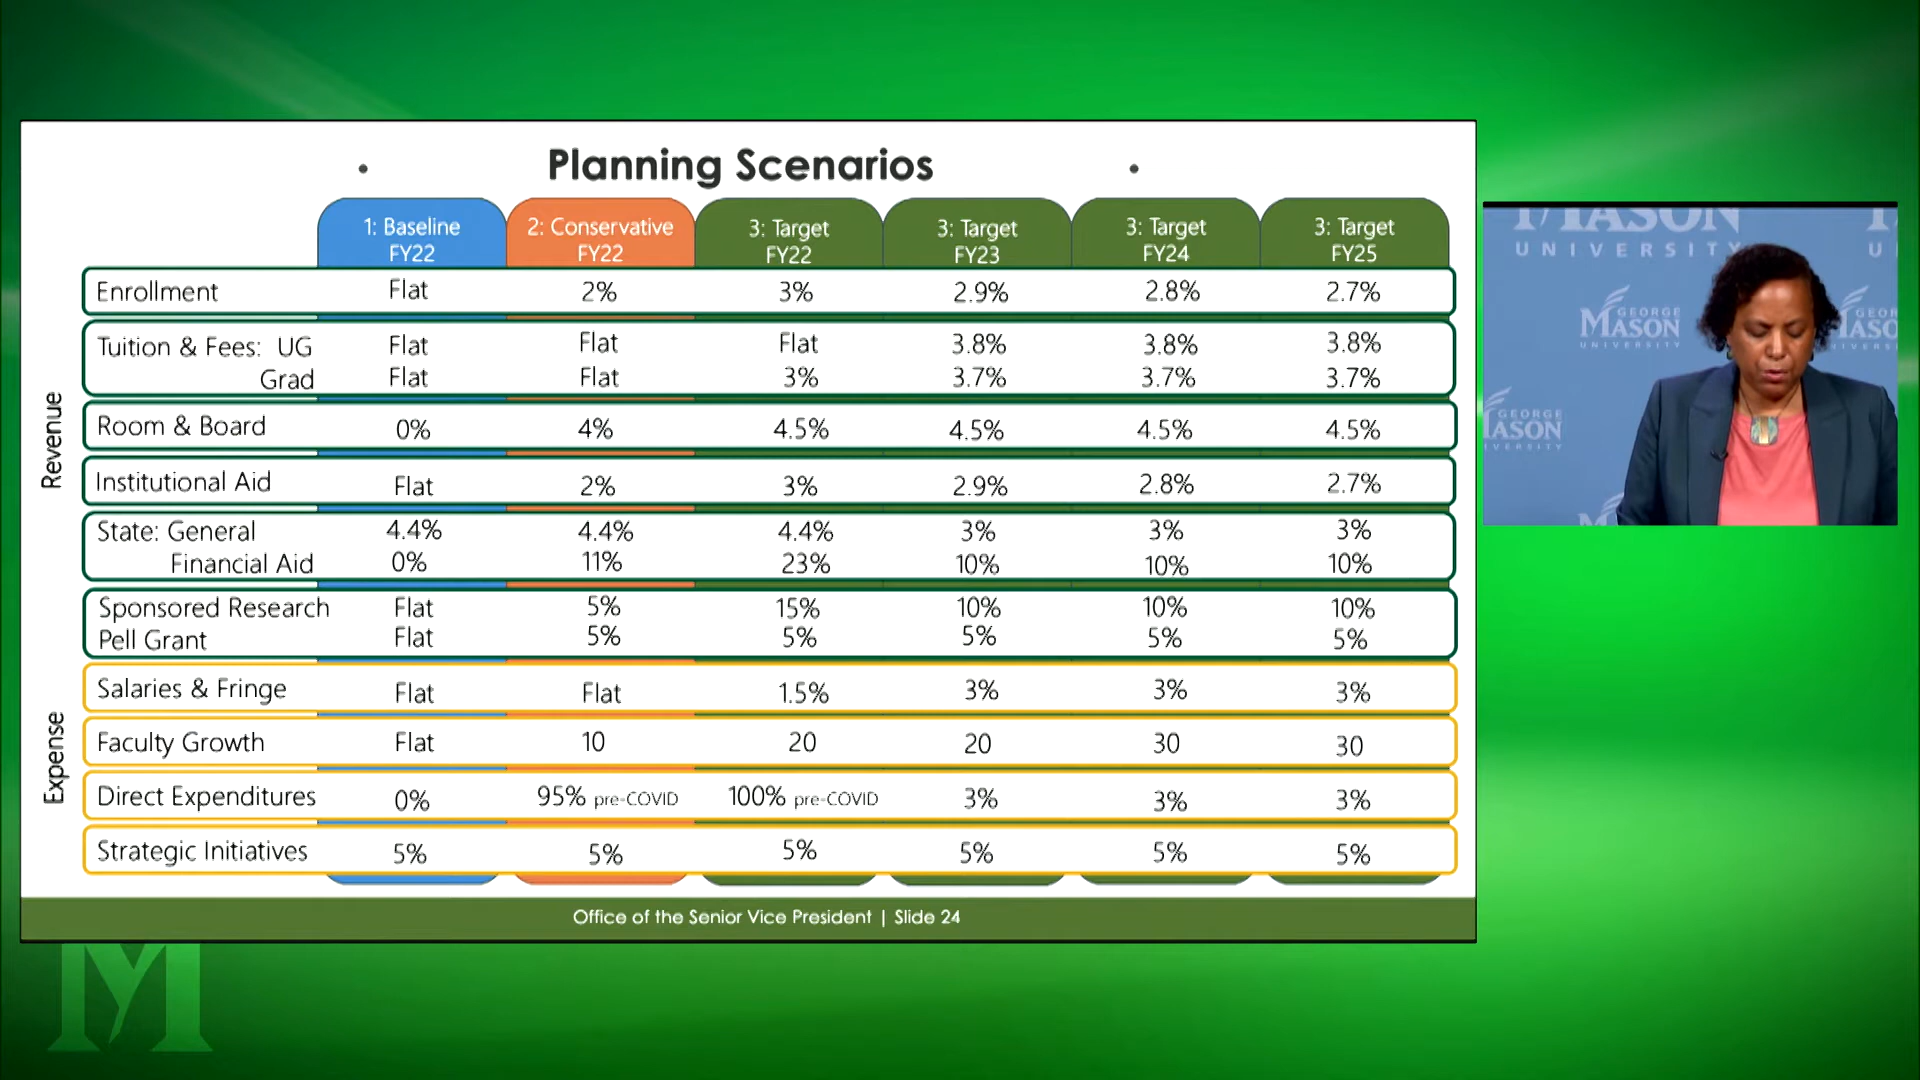 Planning Scenarios
1: Baseline FY22
2: Conservative FY22
3: Target FY22
3: Target FY23
3: Target FY24
3: Target FY25
Revenue
Enrollment Flat 2% 3% 2.9% 2.8% 2.7%
Tuition & Fees: UG Flat Flat Flat 3.8% 3.8% 3.8%
Grad Flat Flat 3% 3.7% 3.7% 3.7%
Room & Board 0% 4% 4.5% 4.5% 4.5% 4.5%
Institutional Aid Flat 2% 3% 2.9% 2.8% 2.7%
State: General 4.4% 4.4% 4.4% 3% 3% 3%
Financial Aid 0% 11% 23% 10% 10% 10%
Sponsored Research Flat 5% 15% 10% 10% 10%
Pell Grant Flat 5% 5% 5% 5% 5%
Expense
Salaries & Fringe Flat Flat 1.5% 3% 3% 3%
Faculty Growth Flat 10 20 20 30 30
Direct Expenditures 0% 95% pre-COVID 100% pre-COVID 3% 3% 3%
Strategic Initiatives 5% 5% 5% 5% 5% 5%
Office of the Senior Vice President | Slide 24
MASON
UNIVERSITY
GEORGE
MASON
UNIVERSITY
GEORGE
M